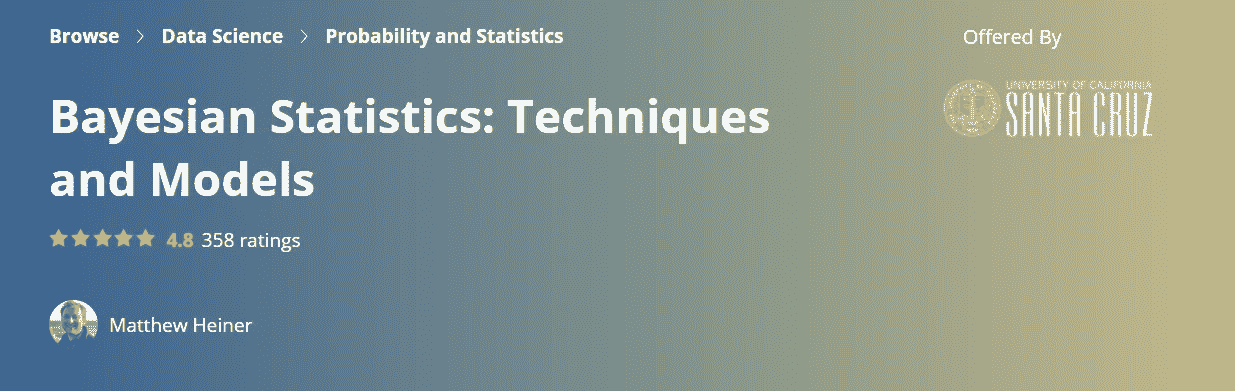 Browse > Data Science > Probability and Statistics
Offered By
UNIVERSITY OF CALIFORNIA
SANTA CRUZ
Bayesian Statistics: Techniques
and Models
4.8 358 ratings
Matthew Heiner